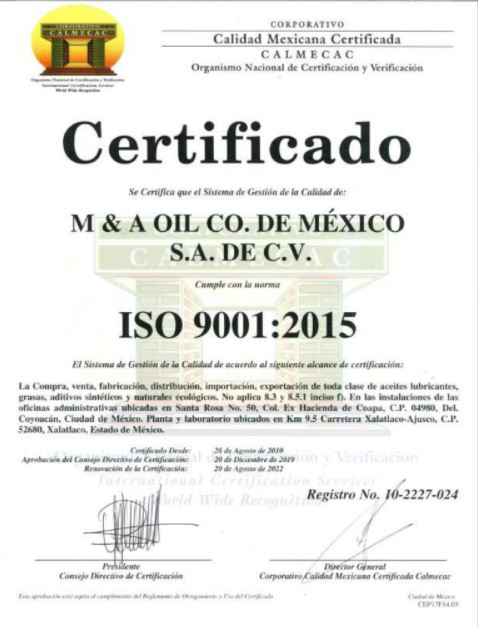 CORPORATIVO
CALMECAC
Organismo Nacional de Certificación y Verificación
International Certification Services
World Wide Recognition
CORPORATIVO
Calidad Mexicana Certificada
CALMECAC
Organismo Nacional de Certificación y Verificación
Certificado
Se Certifica que el Sistema de Gestión de la Calidad de:
M & A OIL CO. DE MÉXICO
S.A. DE C.V.
CALMECAC
Cumple con la norma
ISO 9001:2015
El Sistema de Gestión de la Calidad de acuerdo al siguiente alcance de certificación:
La Compra, venta, fabricación, distribución, importación, exportación de toda clase de aceites lubricantes,
grasas, aditivos sintéticos y naturales ecológicos. No aplica 8.3 y 8.5.1 inciso f). En las instalaciones de las
oficinas administrativas ubicadas en Santa Rosa No. 50, Col. Ex Hacienda de Coapa, C.P. 04980, Del.
Coyoacán, Ciudad de México. Planta y laboratorio ubicados en Km 9.5 Carretera Xalatlaco-Ajusco, C.P.
52680, Xalatlaco, Estado de México.
Certificado Desde: 26 de Agosto de 2010
Aprobación del Consejo Directivo de Certificación: 20 de Diciembre de 2019
Renovación de la Certificación: 20 de Agosto de 2022
International Certification Services
World Wide Recognition
Registro No. 10-2227-024
Presidente
Consejo Directivo de Certificación
Director General
Corporativo Calidad Mexicana Certificada Calmecac
Esta aprobación está sujeta al cumplimiento del Reglamento de Otorgamiento y Uso del Certificado
Ciudad de México
CEP17F14.03